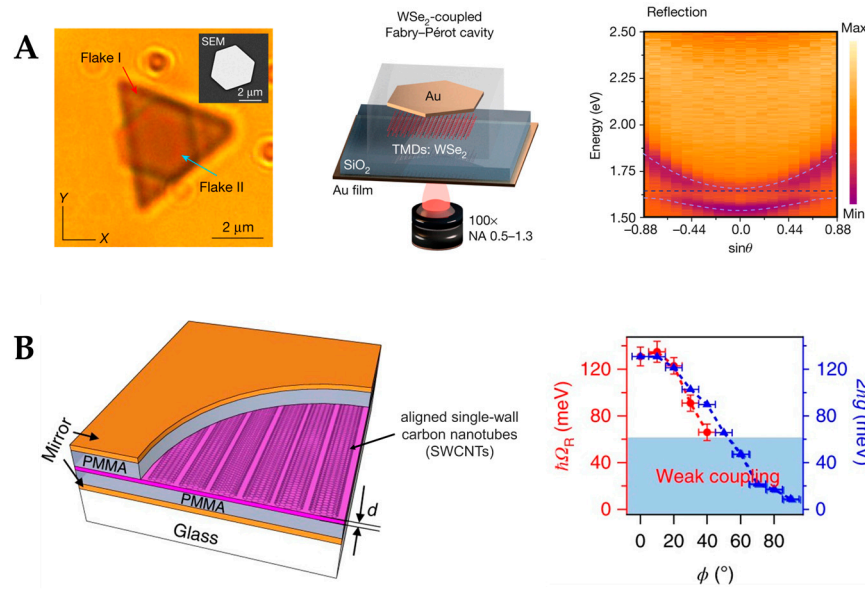 A
Flake I
SEM
2 μm
Flake II
Y
X
2 μm
WSe2-coupled
Fabry–Pérot cavity
Au
TMDs: WSe2
SiO2
Au film
100×
NA 0.5–1.3
Reflection
Energy (eV)
2.50
2.25
2.00
1.75
1.50
-0.88
-0.44
0.0
0.44
0.88
sinθ
Max
Min
B
Mirror
PMMA
PMMA
Glass
d
aligned single-wall
carbon nanotubes
(SWCNTs)
ℏΩR (meV)
120
80
40
0
Weak coupling
120
80
40
0
2ℏg (meV)
0
20
40
60
80
ϕ (°)